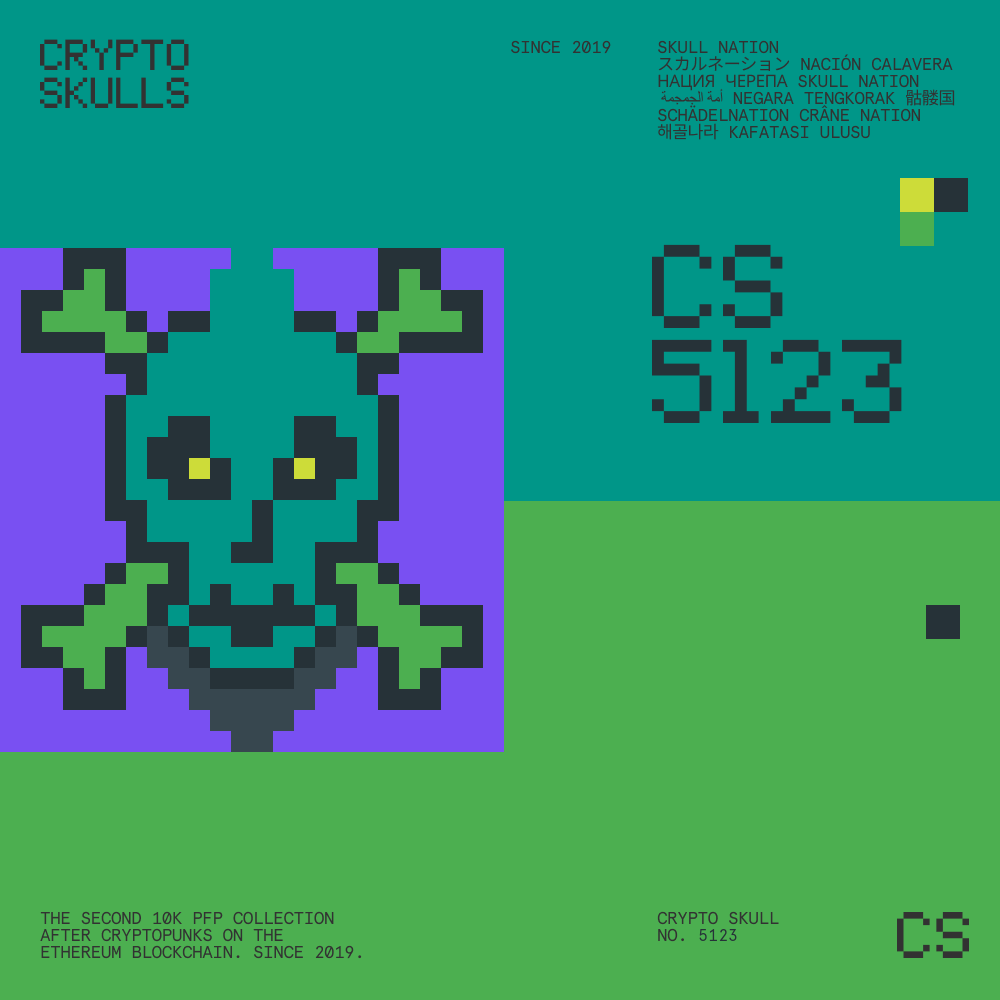 CRYPTO
SKULLS
SINCE 2019
SKULL NATION
スカルネーション NACIÓN CALAVERA
НАЦИЯ ЧЕРЕПА SKULL NATION
أمة الجمجمة NEGARA TENGKORAK 骷髅国
SCHÄDELNATION CRÂNE NATION
해골나라 KAFATASI ULUSU
CS
5123
THE SECOND 10K PFP COLLECTION
AFTER CRYPTOPUNKS ON THE
ETHEREUM BLOCKCHAIN. SINCE 2019.
CRYPTO SKULL
NO. 5123
CS